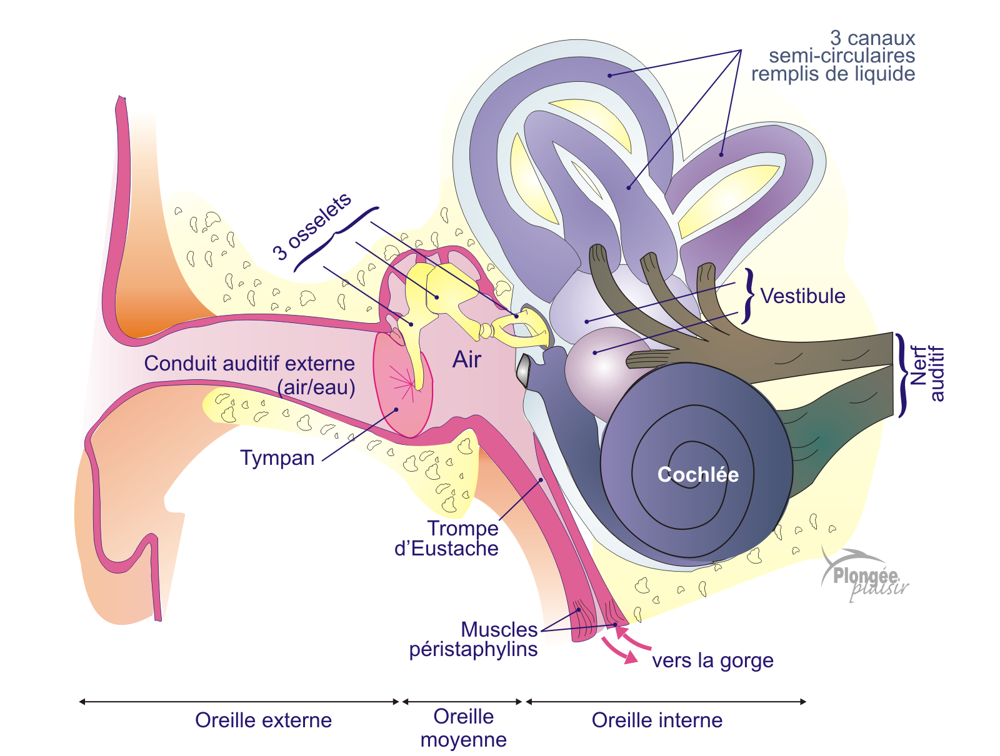 3 canaux
semi-circulaires
remplis de liquide
3 osselets
Vestibule
Nerf
auditif
Conduit auditif externe
(air/eau)
Air
Tympan
Cochlée
Trompe
d’Eustache
Plongée
plaisir
Muscles
péristaphylins
vers la gorge
Oreille externe
Oreille
moyenne
Oreille interne